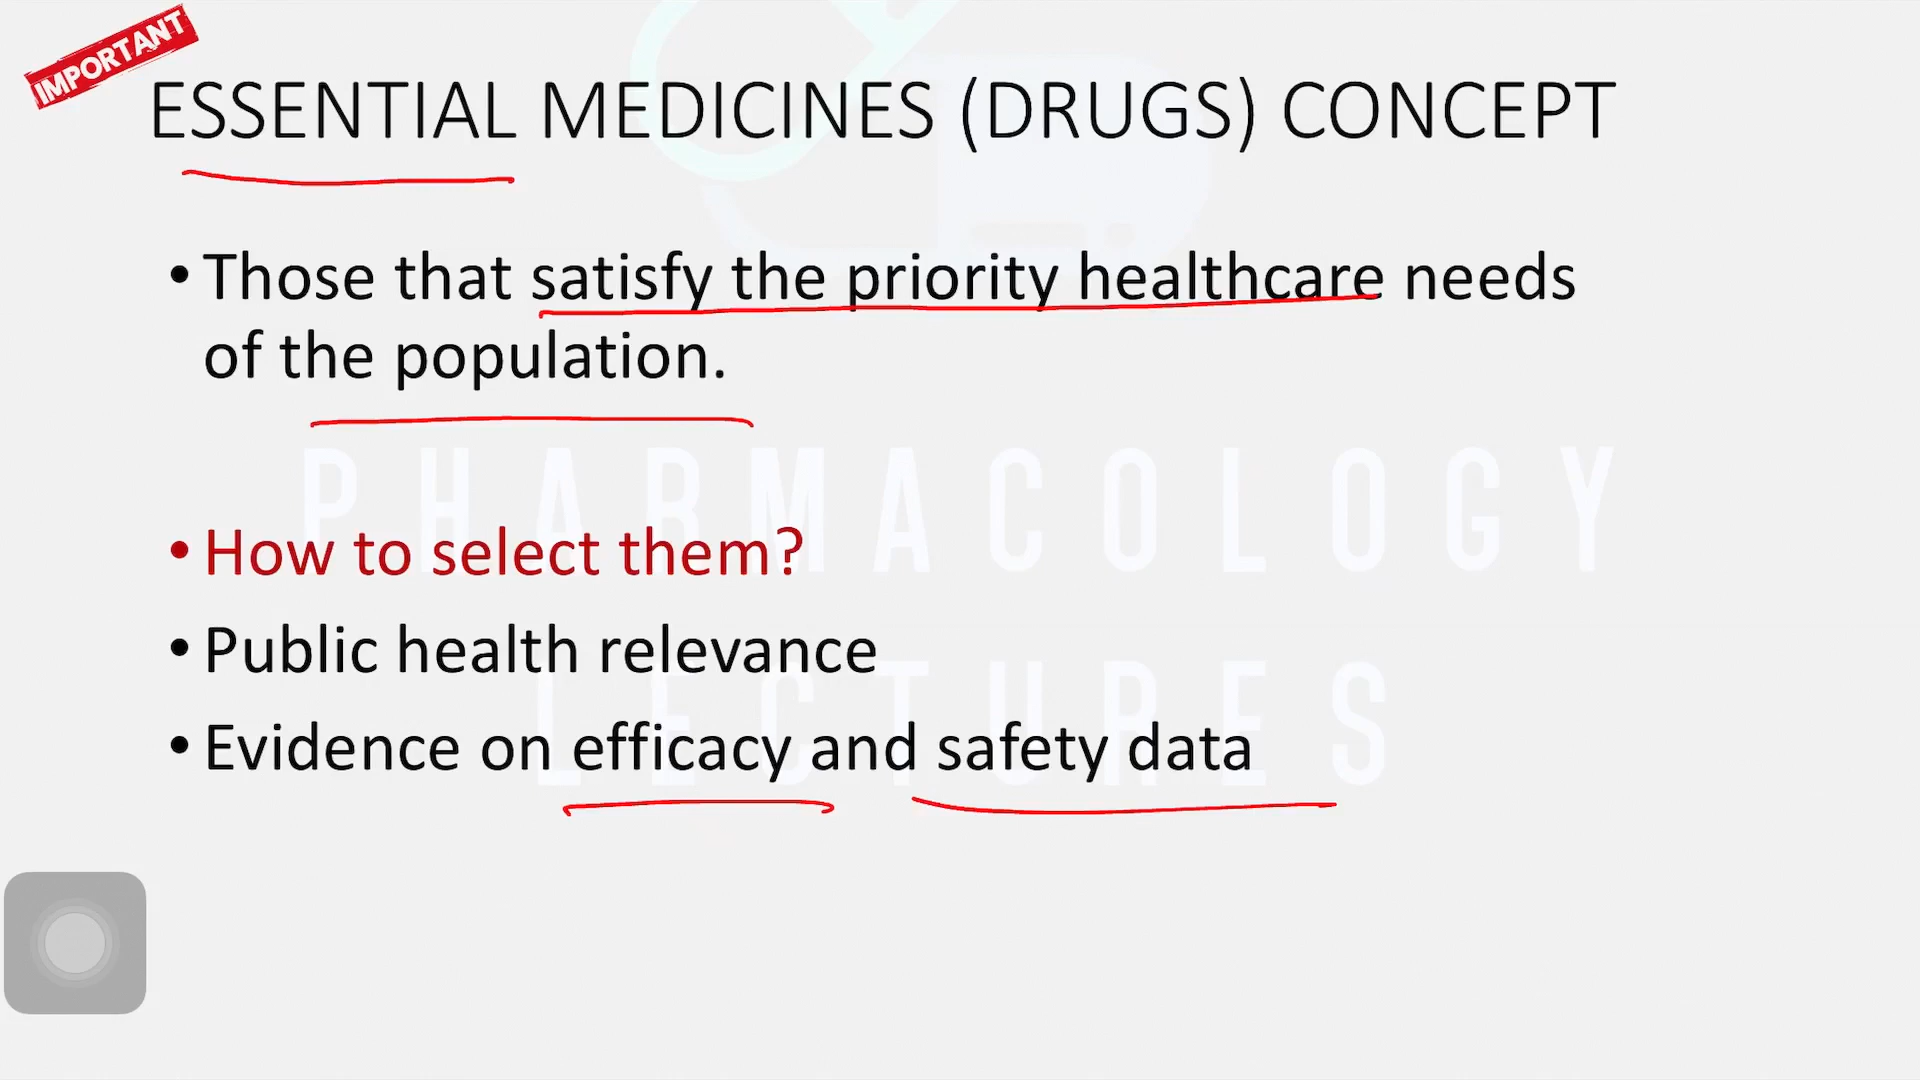 IMPORTANT
ESSENTIAL MEDICINES (DRUGS) CONCEPT
• Those that satisfy the priority healthcare needs
of the population.
PHARMACOLOGY
• How to select them?
• Public health relevance
LECTURES
• Evidence on efficacy and safety data